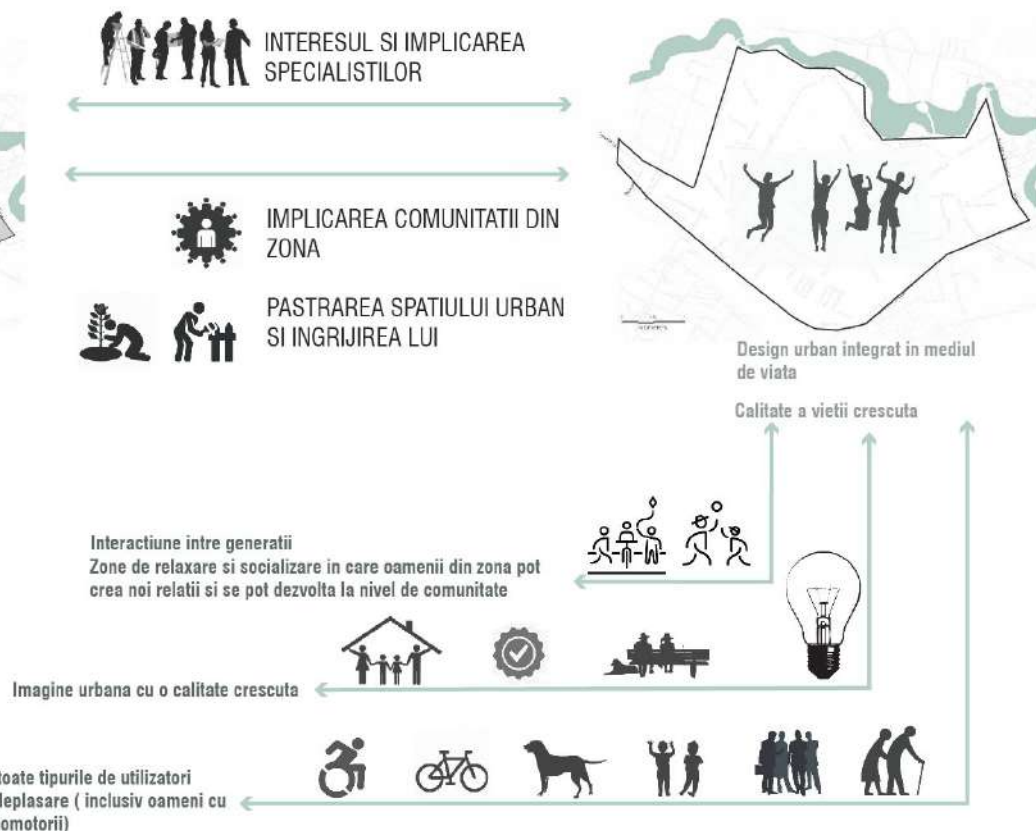 INTERESUL SI IMPLICAREA
SPECIALISTILOR
IMPLICAREA COMUNITATII DIN
ZONA
PASTRAREA SPATIULUI URBAN
SI INGRIJIREA LUI
Design urban integrat in mediul
de viata
Calitate a vietii crescuta
Interactiune intre generatii
Zone de relaxare si socializare in care oamenii din zona pot
crea noi relatii si se pot dezvolta la nivel de comunitate
Imagine urbana cu o calitate crescuta
toate tipurile de utilizatori
deplasare ( inclusiv oameni cu
omotorii)